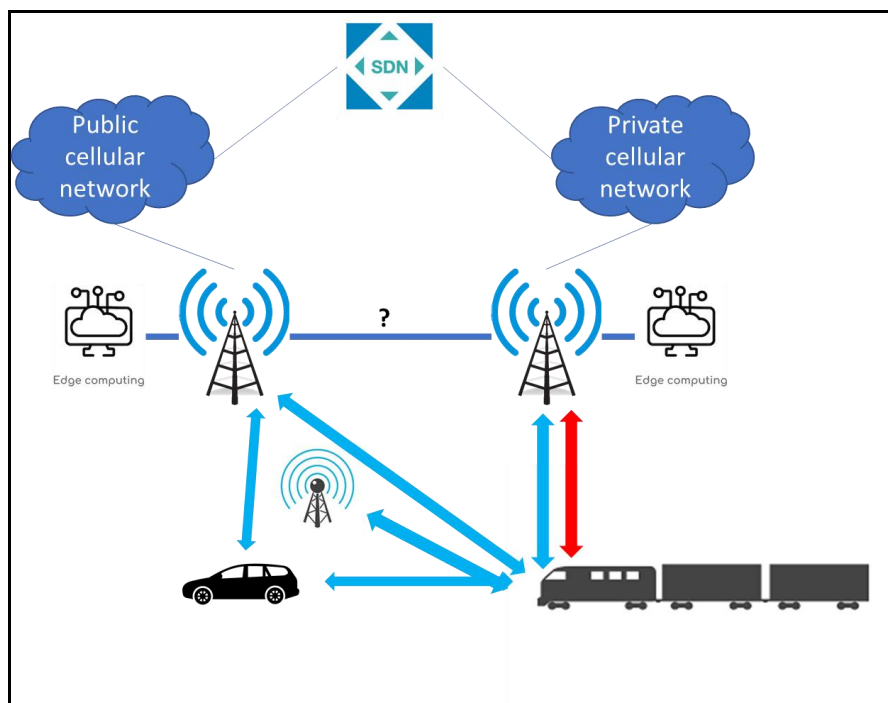 SDN
Public
cellular
network
Private
cellular
network
?
Edge computing
Edge computing